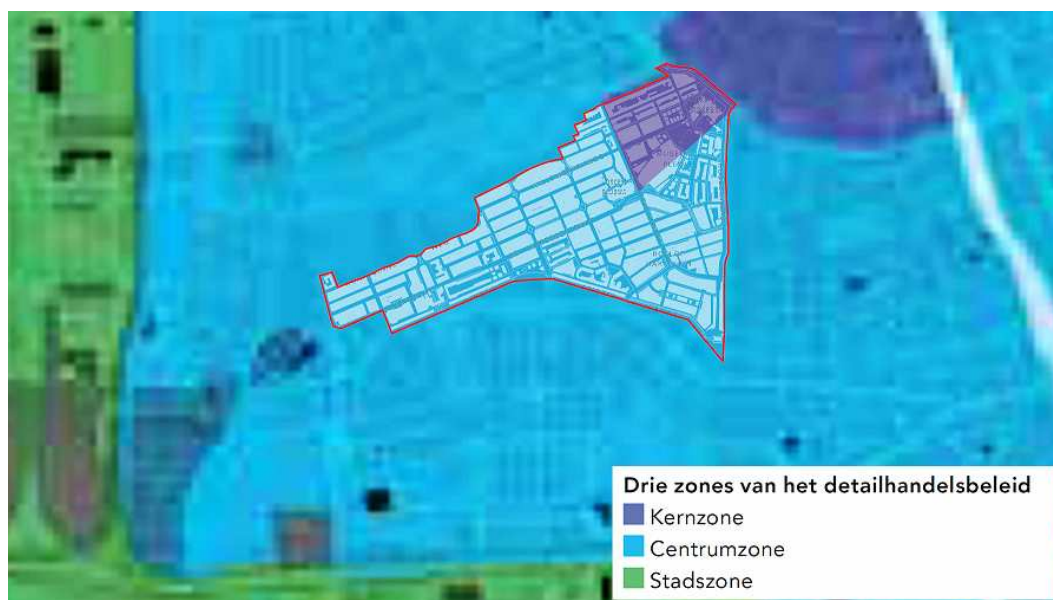 Drie zones van het detailhandelsbeleid
Kernzone
Centrumzone
Stadszone